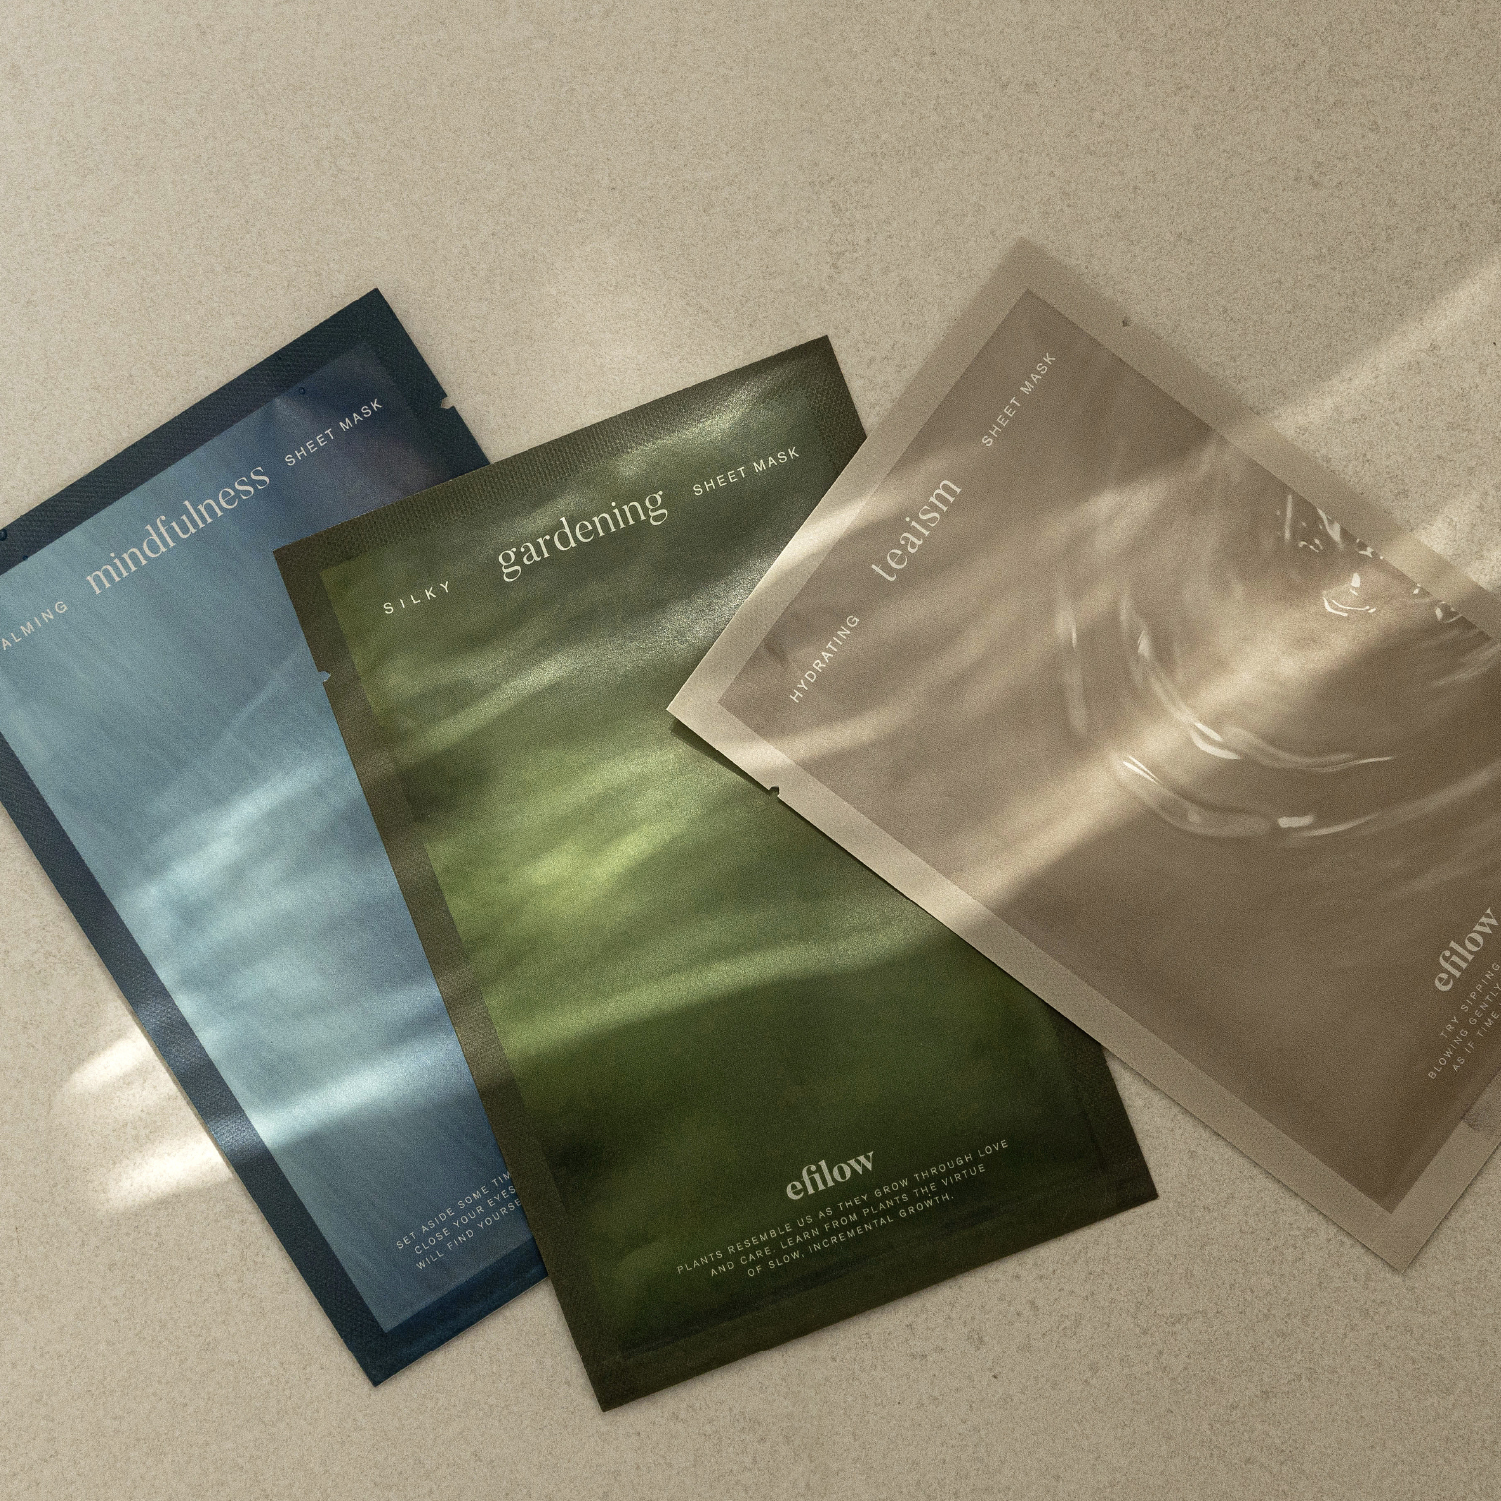 ALMING mindfulness SHEET MASK
SET ASIDE SOME TIM
CLOSE YOUR EYES
WILL FIND YOURSE
SILKY gardening SHEET MASK
efilow
PLANTS RESEMBLE US AS THEY GROW THROUGH LOVE
AND CARE. LEARN FROM PLANTS THE VIRTUE
OF SLOW, INCREMENTAL GROWTH.
HYDRATING teaism SHEET MASK
efilow
TRY SIPPING
BLOWING GENTLY
AS IF TIME